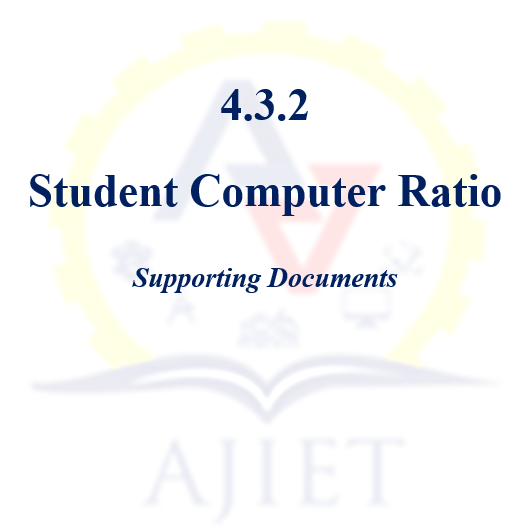 4.3.2
Student Computer Ratio
Supporting Documents
AJIET